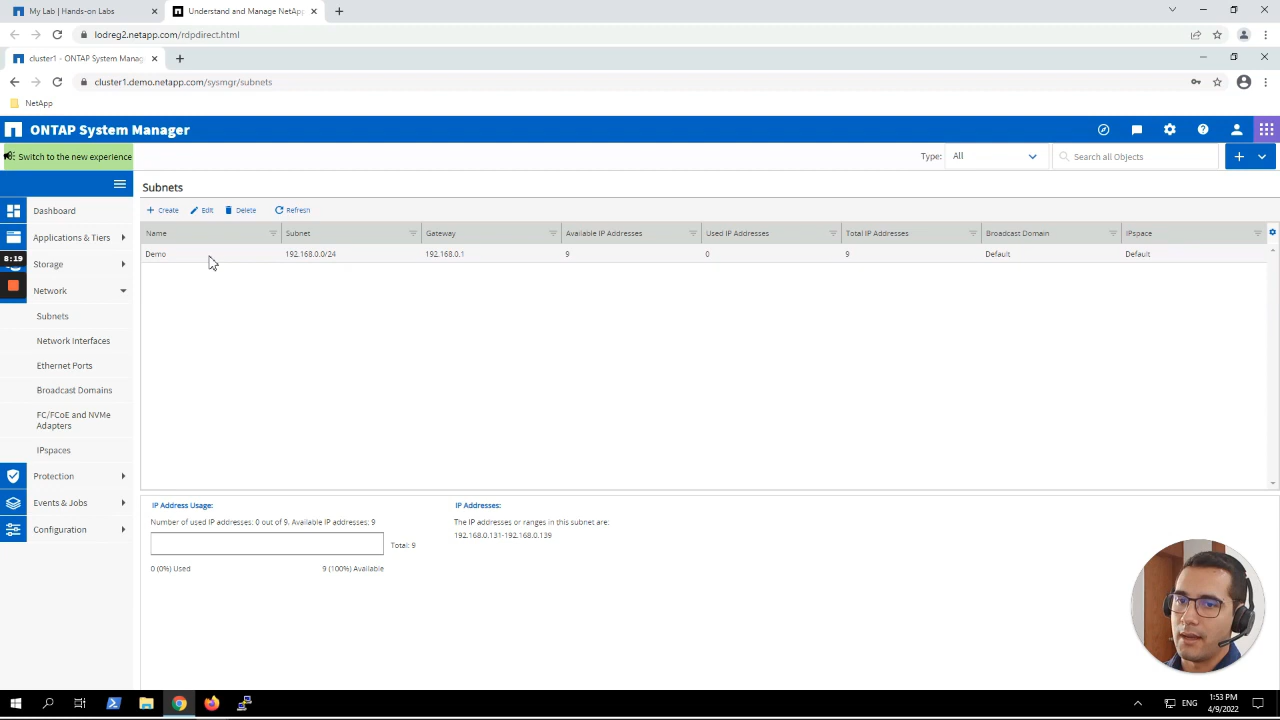 My Lab | Hands-on Labs
Understand and Manage NetApp
lodreg2.netapp.com/rdpdirect.html
cluster1 - ONTAP System Manag
cluster1.demo.netapp.com/sysmgr/subnets
NetApp
ONTAP System Manager
Switch to the new experience
Type: All
Search all Objects
Subnets
Create Edit Delete Refresh
Name Subnet Gateway Available IP Addresses Used IP Addresses Total IP Addresses Broadcast Domain IPspace
Demo 192.168.0.0/24 192.168.0.1 9 0 9 Default Default
Dashboard
Applications & Tiers
8:19
Storage
Network
Subnets
Network Interfaces
Ethernet Ports
Broadcast Domains
FC/FCoE and NVMe
Adapters
IPspaces
Protection
Events & Jobs
Configuration
IP Address Usage:
Number of used IP addresses: 0 out of 9. Available IP addresses: 9
Total: 9
0 (0%) Used 9 (100%) Available
IP Addresses:
The IP addresses or ranges in this subnet are:
192.168.0.131-192.168.0.139
ENG
1:53 PM
4/9/2022